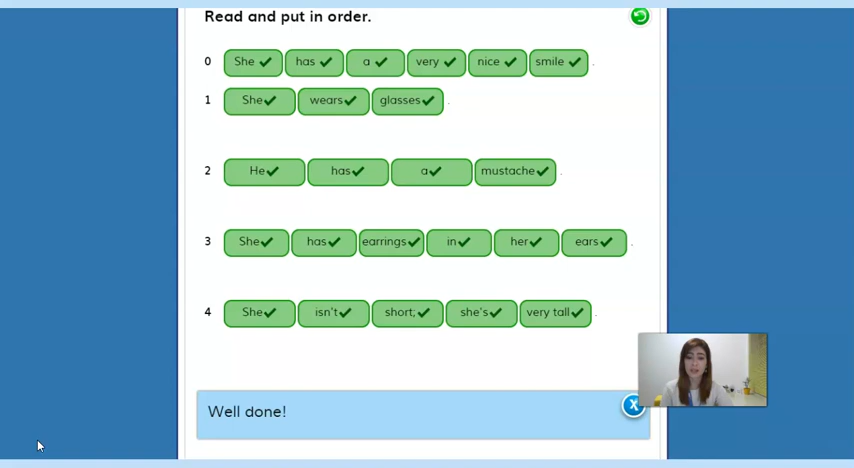 Read and put in order.
0 She has a very nice smile .
1 She wears glasses .
2 He has a mustache .
3 She has earrings in her ears .
4 She isn't short; she's very tall .
Well done!
X